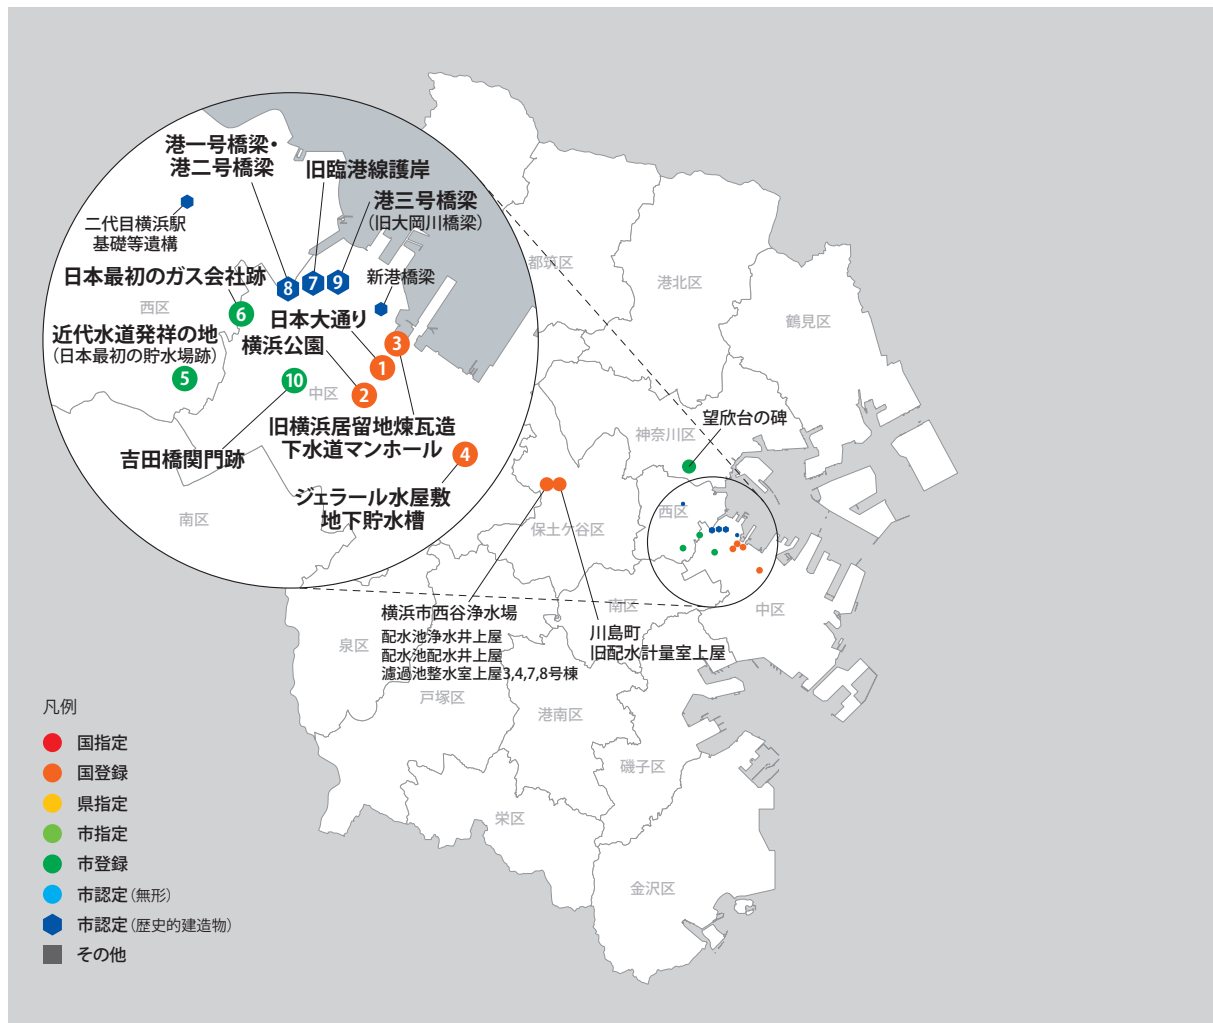 港一号橋梁・
港二号橋梁
旧臨港線護岸
港三号橋梁
(旧大岡川橋梁)
二代目横浜駅
基礎等遺構
日本最初のガス会社跡
8
7
9
新港橋梁
西区
6
日本大通り
近代水道発祥の地
(日本最初の貯水場跡)
横浜公園
3
1
5
10
中区
2
旧横浜居留地煉瓦造
下水道マンホール
吉田橋関門跡
4
ジェラール水屋敷
地下貯水槽
南区
都筑区
港北区
鶴見区
神奈川区
望欣台の碑
西区
保土ケ谷区
南区
中区
横浜市西谷浄水場
配水池浄水井上屋
配水池配水井上屋
濾過池整水室上屋3,4,7,8号棟
川島町
旧配水計量室上屋
泉区
戸塚区
港南区
磯子区
栄区
金沢区
凡例
国指定
国登録
県指定
市指定
市登録
市認定(無形)
市認定(歴史的建造物)
その他